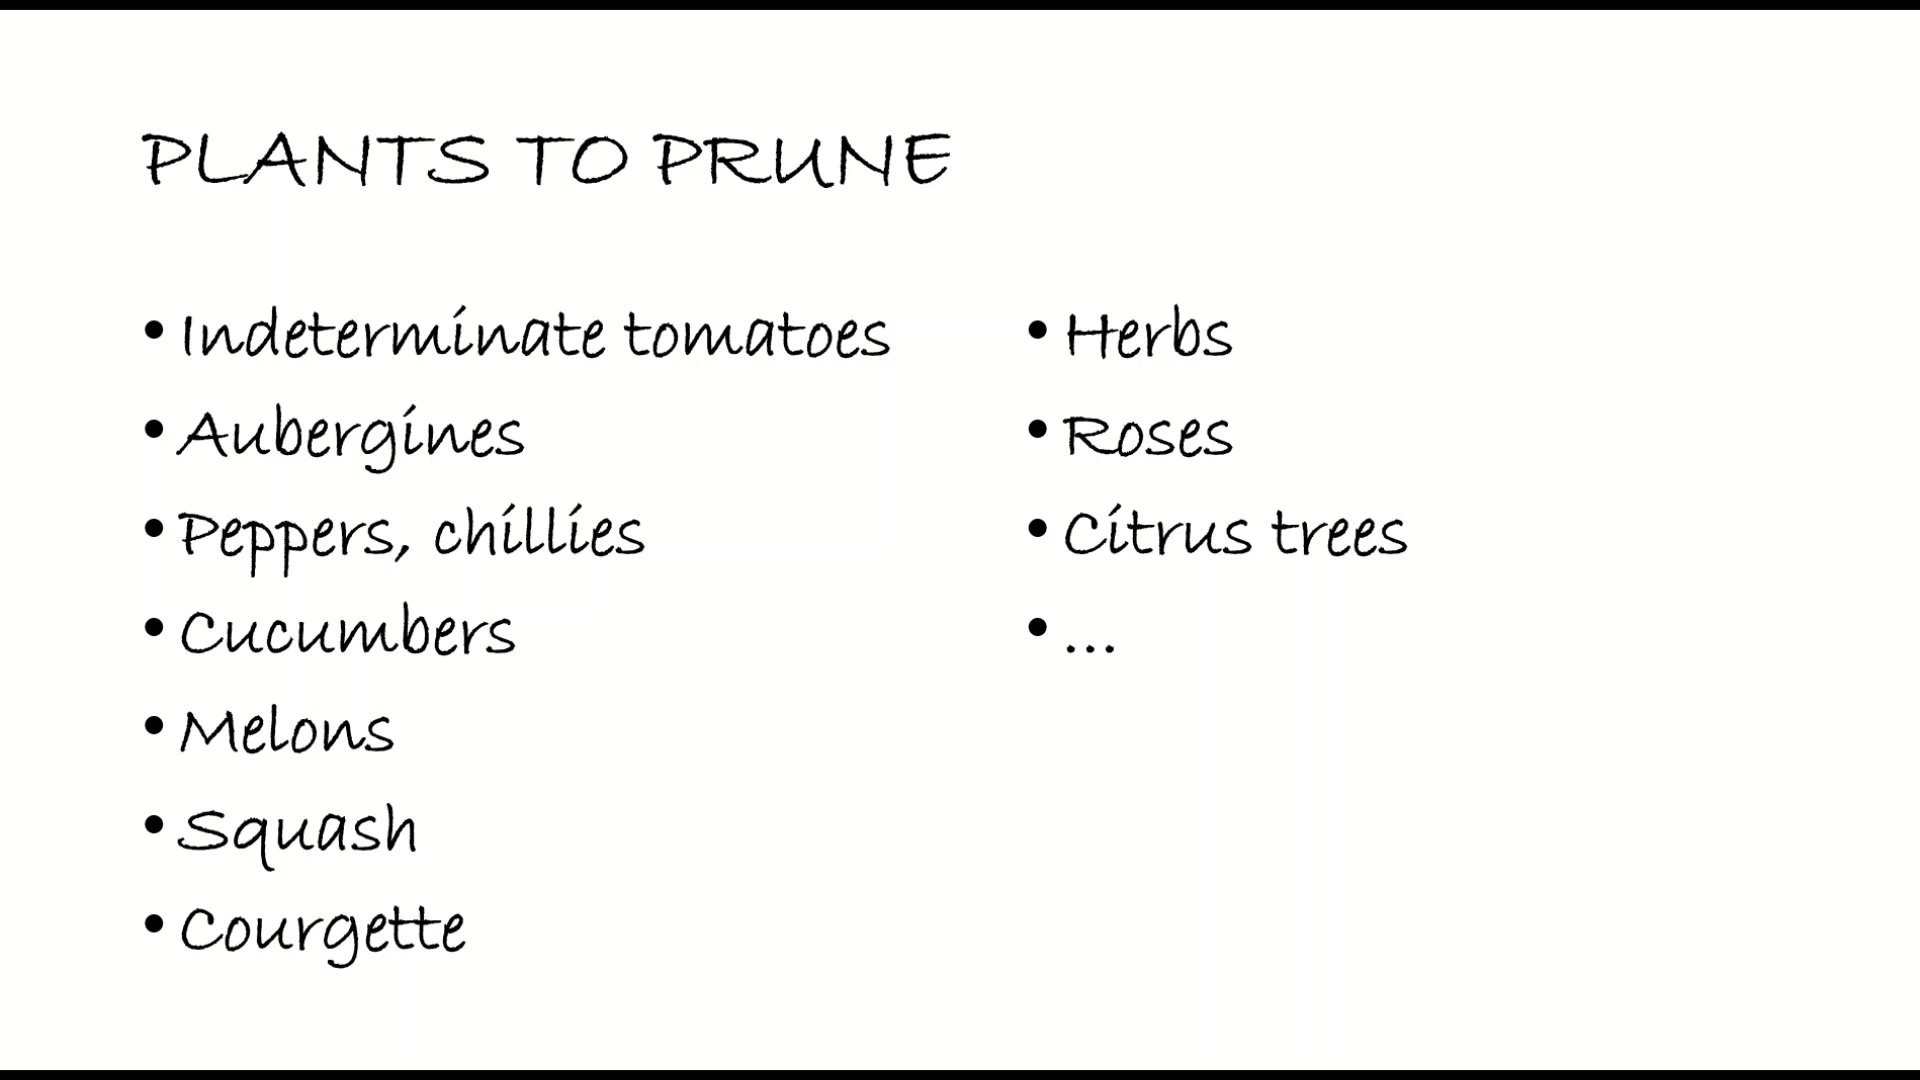 PLANTS TO PRUNE
• Indeterminate tomatoes
• Aubergines
• Peppers, chillies
• Cucumbers
• Melons
• Squash
• Courgette
• Herbs
• Roses
• Citrus trees
• ...